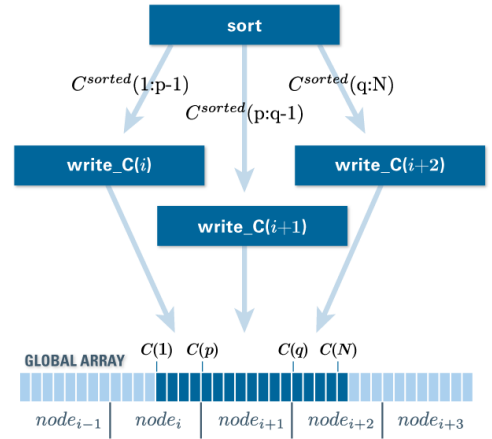 sort
C^{sorted}(1:p-1)
C^{sorted}(q:N)
C^{sorted}(p:q-1)
write_C(i)
write_C(i+2)
write_C(i+1)
C(1) C(p) C(q) C(N)
GLOBAL ARRAY
node_{i-1} node_i node_{i+1} node_{i+2} node_{i+3}